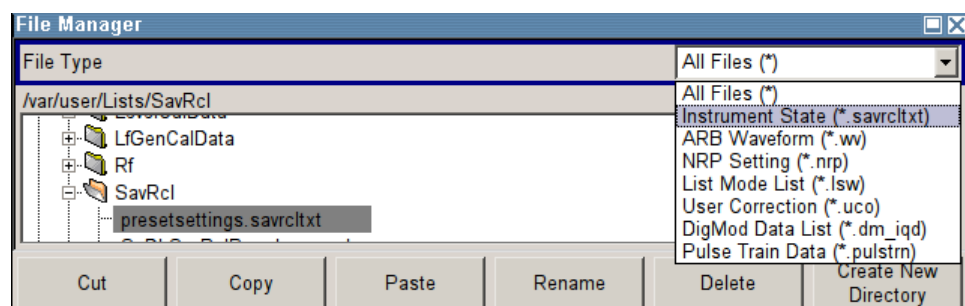 File Manager
File Type
All Files (*)
/var/user/Lists/SavRcl
All Files (*)
Instrument State (*.savrcltxt)
ARB Waveform (*.wv)
NRP Setting (*.nrp)
List Mode List (*.lsw)
User Correction (*.uco)
DigMod Data List (*.dm_iqd)
Pulse Train Data (*.pulstrn)
LfGenCalData
Rf
SavRcl
presetsettings.savrcltxt
Cut
Copy
Paste
Rename
Delete
Create New
Directory